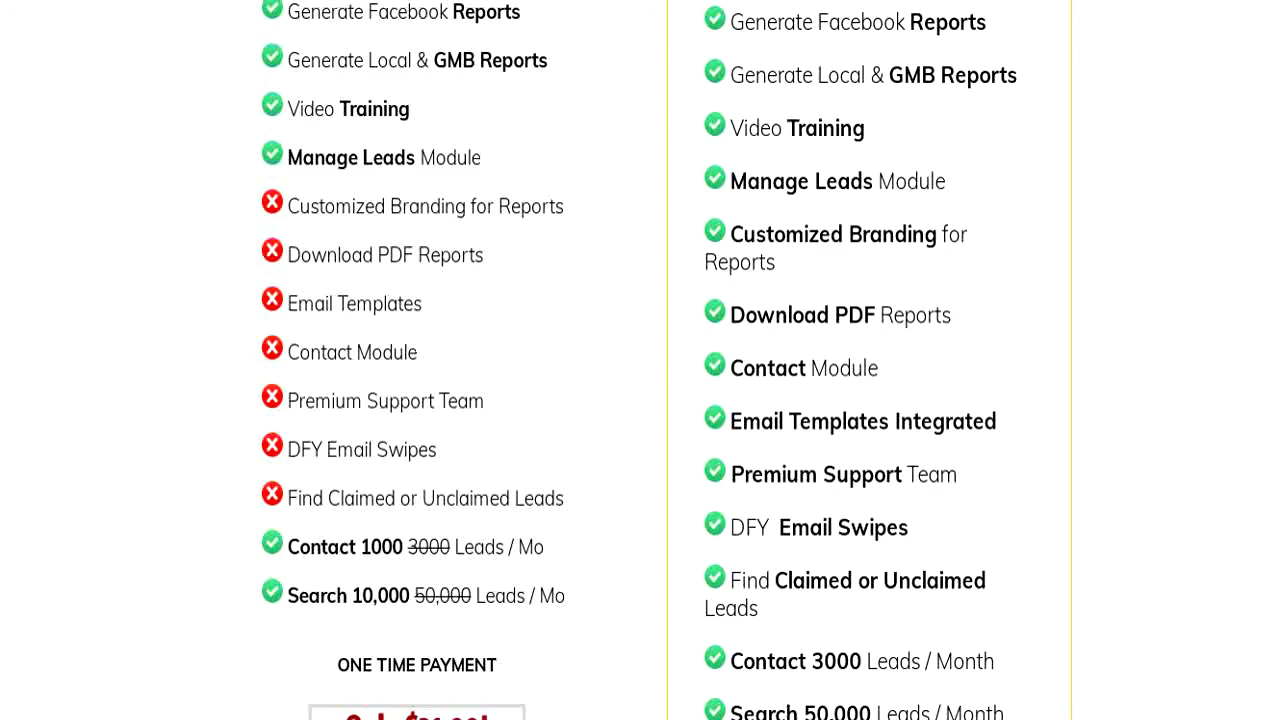 Generate Facebook Reports
Generate Local & GMB Reports
Video Training
Manage Leads Module
Customized Branding for Reports
Download PDF Reports
Email Templates
Contact Module
Premium Support Team
DFY Email Swipes
Find Claimed or Unclaimed Leads
Contact 1000 3000 Leads / Mo
Search 10,000 50,000 Leads / Mo
ONE TIME PAYMENT
Generate Facebook Reports
Generate Local & GMB Reports
Video Training
Manage Leads Module
Customized Branding for
Reports
Download PDF Reports
Contact Module
Email Templates Integrated
Premium Support Team
DFY Email Swipes
Find Claimed or Unclaimed
Leads
Contact 3000 Leads / Month
Search 50,000 Leads / Month